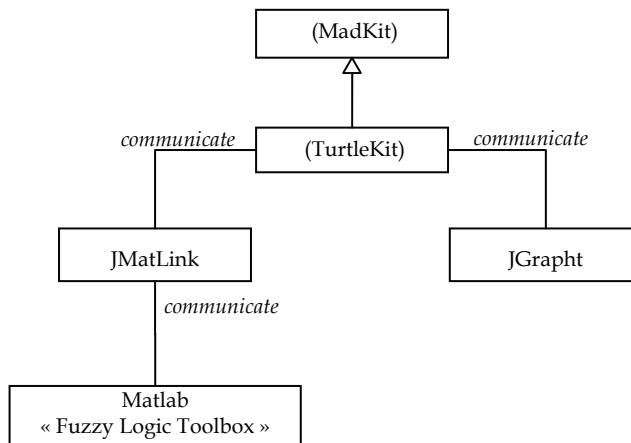 (MadKit)
communicate
communicate
(TurtleKit)
JMatLink
JGrapht
communicate
Matlab
« Fuzzy Logic Toolbox »